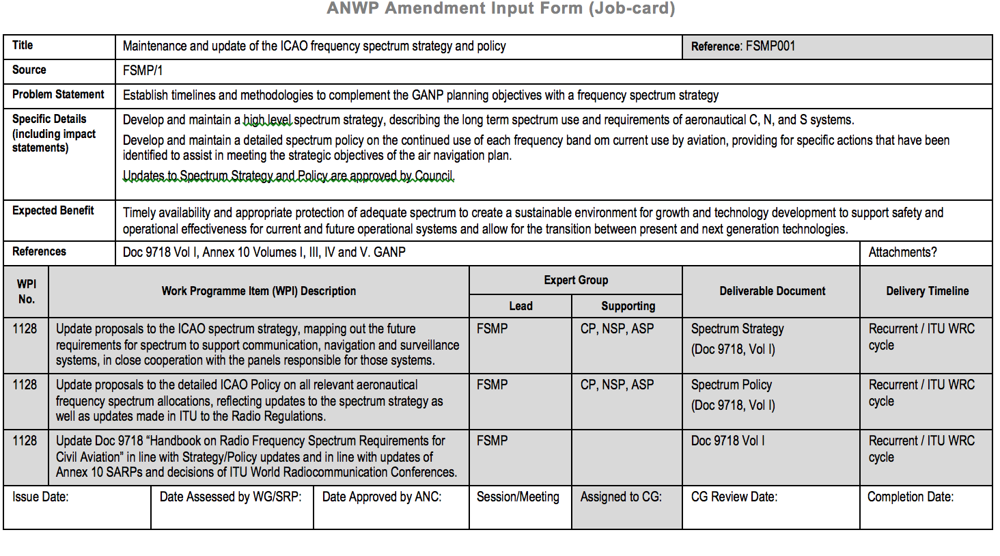 ANWP Amendment Input Form (Job-card)
Title
Maintenance and update of the ICAO frequency spectrum strategy and policy
Reference: FSMP001
Source
FSMP/1
Problem Statement
Establish timelines and methodologies to complement the GANP planning objectives with a frequency spectrum strategy
Specific Details
(including impact
statements)
Develop and maintain a high level spectrum strategy, describing the long term spectrum use and requirements of aeronautical C, N, and S systems.
Develop and maintain a detailed spectrum policy on the continued use of each frequency band om current use by aviation, providing for specific actions that have been
identified to assist in meeting the strategic objectives of the air navigation plan.
Updates to Spectrum Strategy and Policy are approved by Council.
Expected Benefit
Timely availability and appropriate protection of adequate spectrum to create a sustainable environment for growth and technology development to support safety and
operational effectiveness for current and future operational systems and allow for the transition between present and next generation technologies.
References
Doc 9718 Vol I, Annex 10 Volumes I, III, IV and V. GANP
Attachments?
WPI
No.
Work Programme Item (WPI) Description
Expert Group
Lead
Supporting
Deliverable Document
Delivery Timeline
1128
Update proposals to the ICAO spectrum strategy, mapping out the future
requirements for spectrum to support communication, navigation and surveillance
systems, in close cooperation with the panels responsible for those systems.
FSMP
CP, NSP, ASP
Spectrum Strategy
(Doc 9718, Vol I)
Recurrent / ITU WRC
cycle
1128
Update proposals to the detailed ICAO Policy on all relevant aeronautical
frequency spectrum allocations, reflecting updates to the spectrum strategy as
well as updates made in ITU to the Radio Regulations.
FSMP
CP, NSP, ASP
Spectrum Policy
(Doc 9718, Vol I)
Recurrent / ITU WRC
cycle
1128
Update Doc 9718 “Handbook on Radio Frequency Spectrum Requirements for
Civil Aviation” in line with Strategy/Policy updates and in line with updates of
Annex 10 SARPs and decisions of ITU World Radiocommunication Conferences.
FSMP
Doc 9718 Vol I
Recurrent / ITU WRC
cycle
Issue Date:
Date Assessed by WG/SRP:
Date Approved by ANC:
Session/Meeting
Assigned to CG:
CG Review Date:
Completion Date: